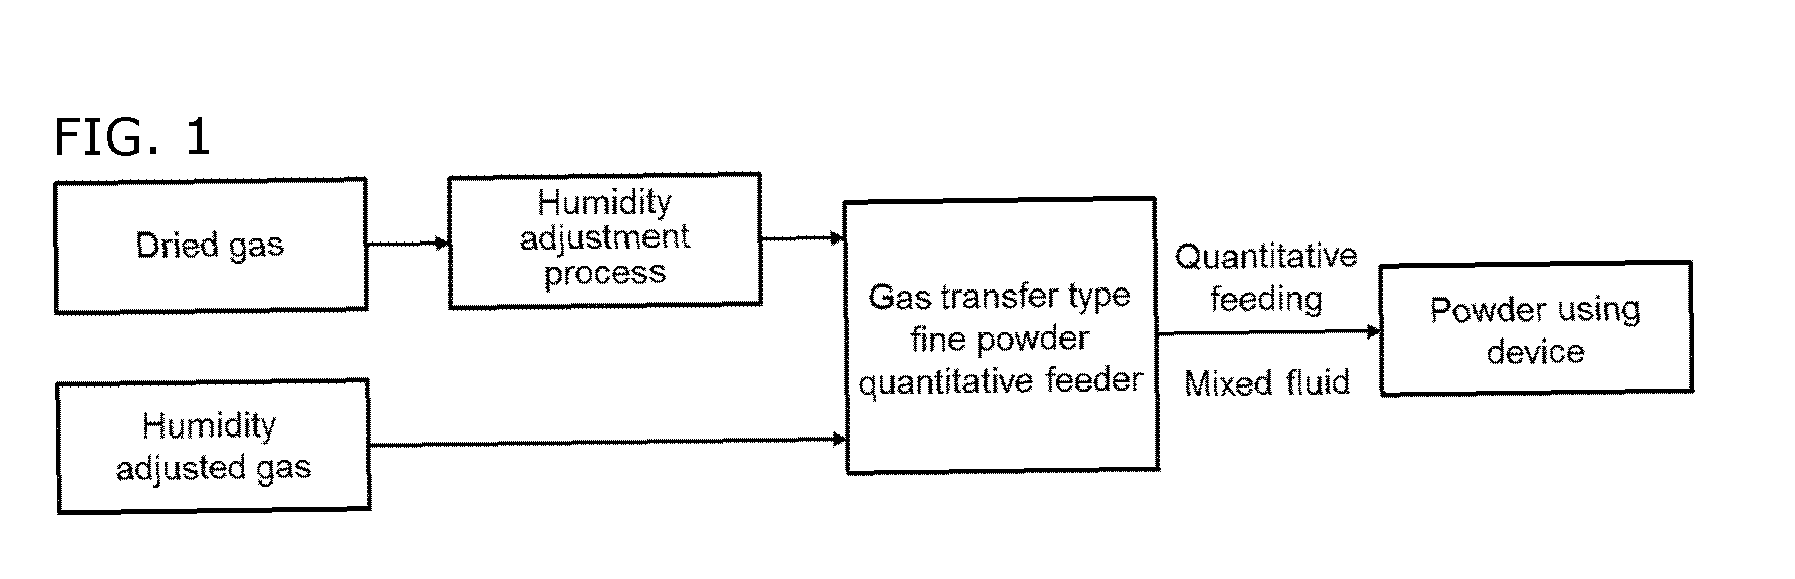 FIG. 1
Dried gas
Humidity
adjustment
process
Humidity
adjusted gas
Gas transfer type
fine powder
quantitative feeder
Quantitative
feeding
Mixed fluid
Powder using
device